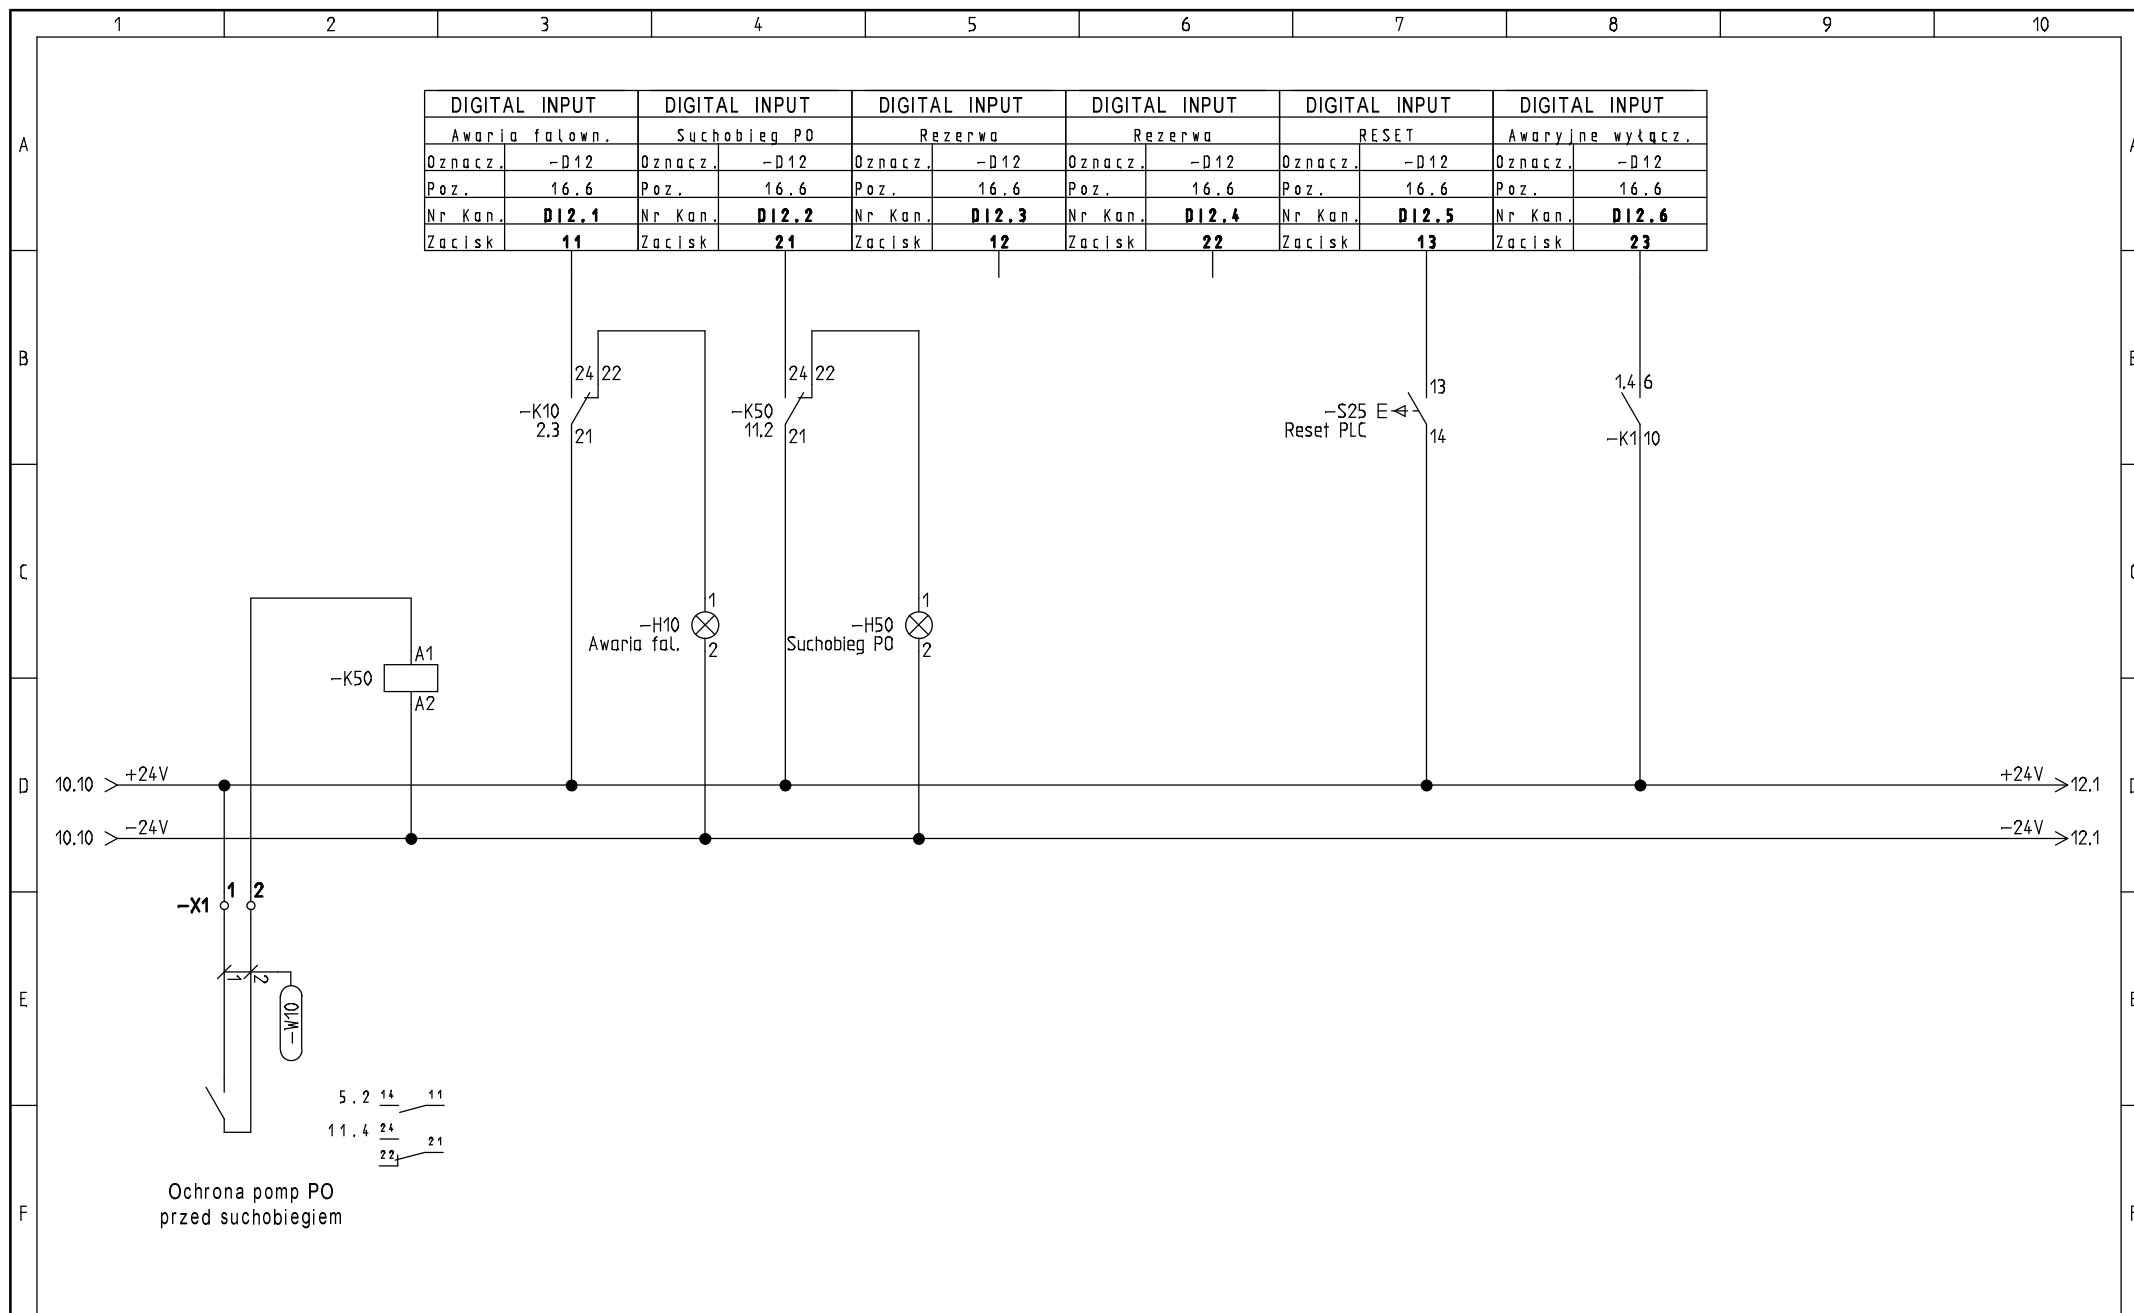 1 2 3 4 5 6 7 8 9 10
DIGITAL INPUT DIGITAL INPUT DIGITAL INPUT DIGITAL INPUT DIGITAL INPUT DIGITAL INPUT
Awaria falown. Suchobieg PO Rezerwa Rezerwa RESET Awaryjne wyłącz.
Oznacz. -D12 Oznacz. -D12 Oznacz. -D12 Oznacz. -D12 Oznacz. -D12 Oznacz. -D12
Poz. 16.6 Poz. 16.6 Poz. 16.6 Poz. 16.6 Poz. 16.6 Poz. 16.6
Nr Kan. DI2.1 Nr Kan. DI2.2 Nr Kan. DI2.3 Nr Kan. DI2.4 Nr Kan. DI2.5 Nr Kan. DI2.6
Zacisk 11 Zacisk 21 Zacisk 12 Zacisk 22 Zacisk 13 Zacisk 23
A
B
24 22 24 22 13 1.4 6
-K10 -K50 -S25
2.3 21 11.2 21 Reset PLC 14 -K1 10
C
1 1
-H10 -H50
Awaria fal. 2 Suchobieg PO 2
A1
-K50
A2
D
10.10 +24V +24V 12.1
10.10 -24V -24V 12.1
-X1 1 2
1 2
E
-W10
5.2 14 11
11.4 24
22 21
Ochrona pomp PO
przed suchobiegiem
F